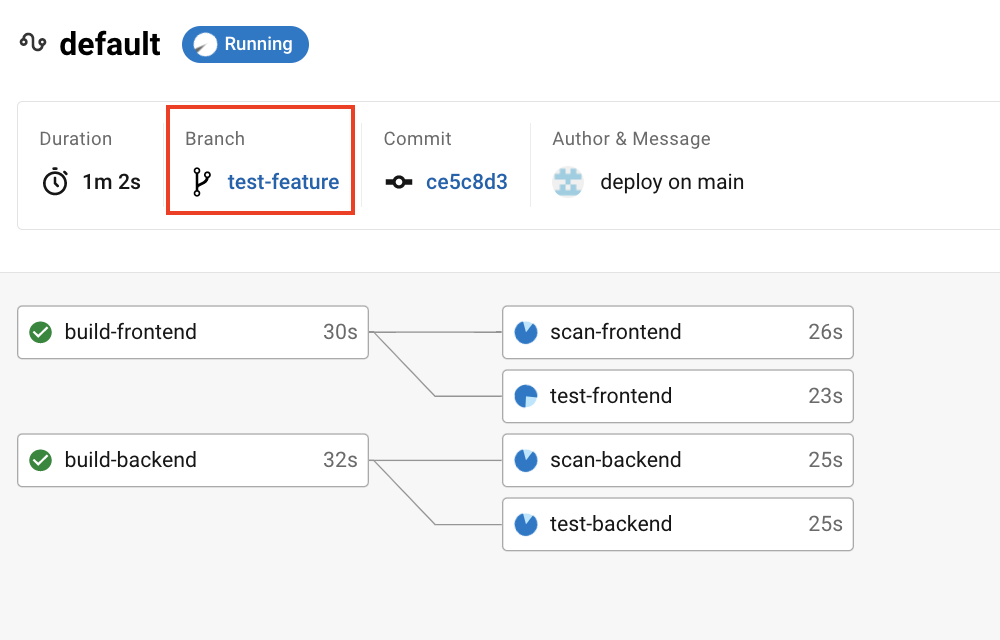 default Running
Duration Branch Commit Author & Message
1m 2s test-feature ce5c8d3 deploy on main
build-frontend 30s scan-frontend 26s
test-frontend 23s
build-backend 32s scan-backend 25s
test-backend 25s